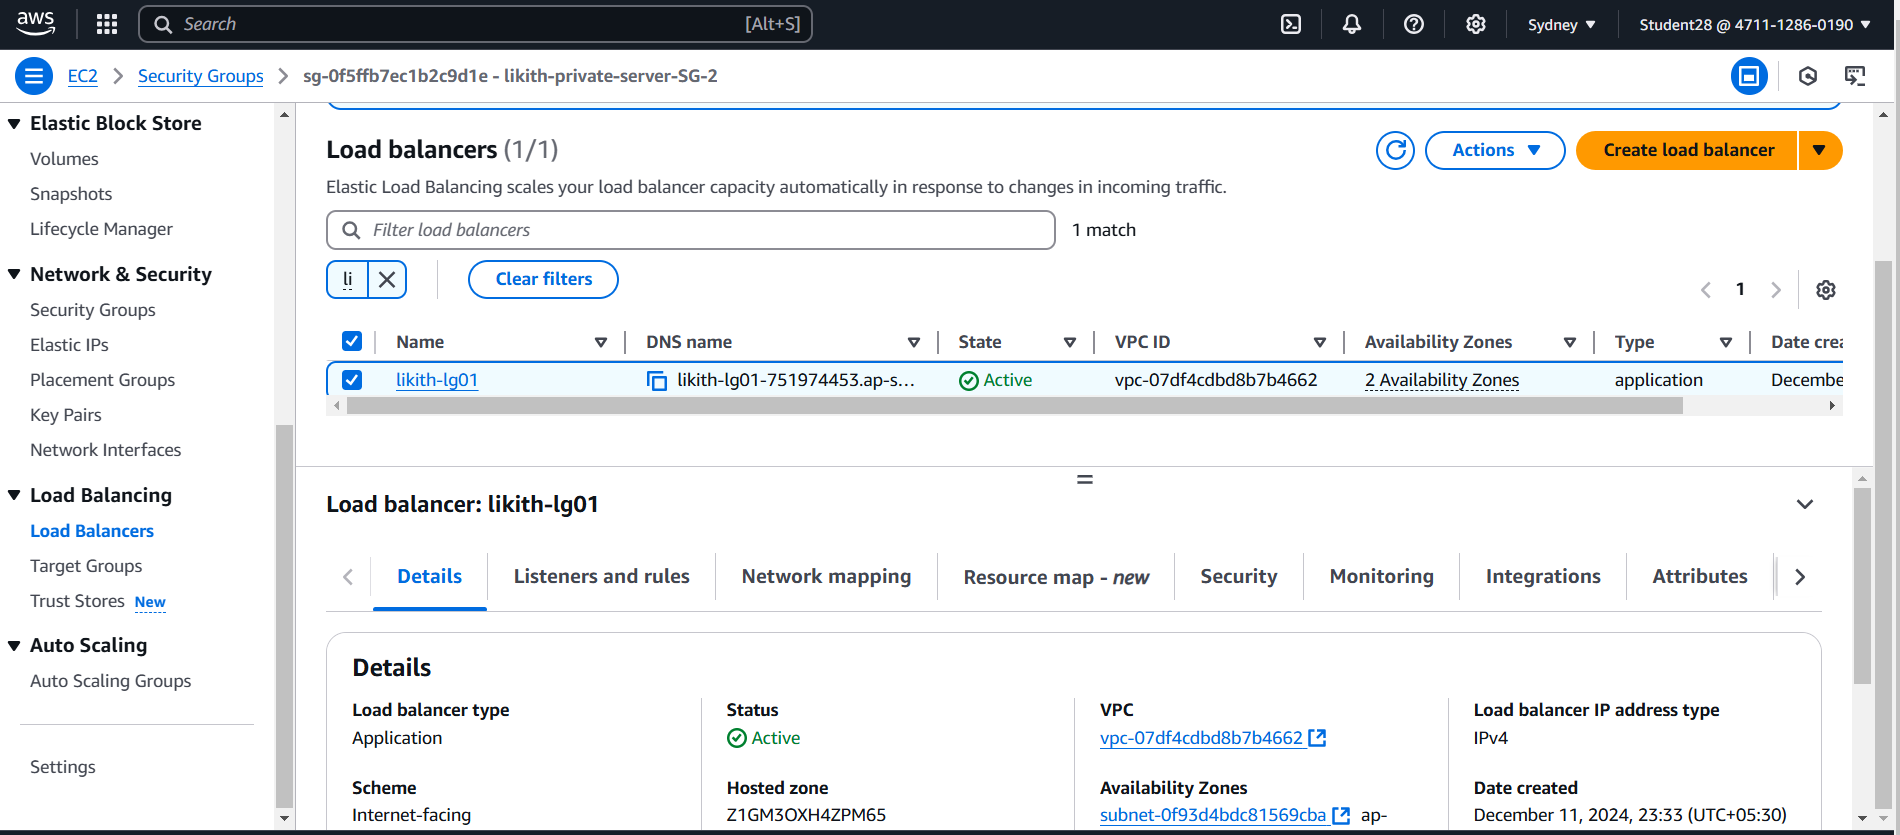 aws
Search [Alt+S]
Sydney
Student28 @ 4711-1286-0190
EC2
Security Groups
sg-0f5ffb7ec1b2c9d1e - likith-private-server-SG-2
Elastic Block Store
Volumes
Snapshots
Lifecycle Manager
Network & Security
Security Groups
Elastic IPs
Placement Groups
Key Pairs
Network Interfaces
Load Balancing
Load Balancers
Target Groups
Trust Stores New
Auto Scaling
Auto Scaling Groups
Settings
Load balancers (1/1)
Actions
Create load balancer
Elastic Load Balancing scales your load balancer capacity automatically in response to changes in incoming traffic.
Filter load balancers
1 match
li
Clear filters
1
Name DNS name State VPC ID Availability Zones Type Date crea
likith-lg01 likith-lg01-751974453.ap-s... Active vpc-07df4cdbd8b7b4662 2 Availability Zones application Decembe
Load balancer: likith-lg01
Details Listeners and rules Network mapping Resource map - new Security Monitoring Integrations Attributes
Details
Load balancer type
Application
Status
Active
VPC
vpc-07df4cdbd8b7b4662
Load balancer IP address type
IPv4
Scheme
Internet-facing
Hosted zone
Z1GM3OXH4ZPM65
Availability Zones
subnet-0f93d4bdc81569cba ap-
Date created
December 11, 2024, 23:33 (UTC+05:30)